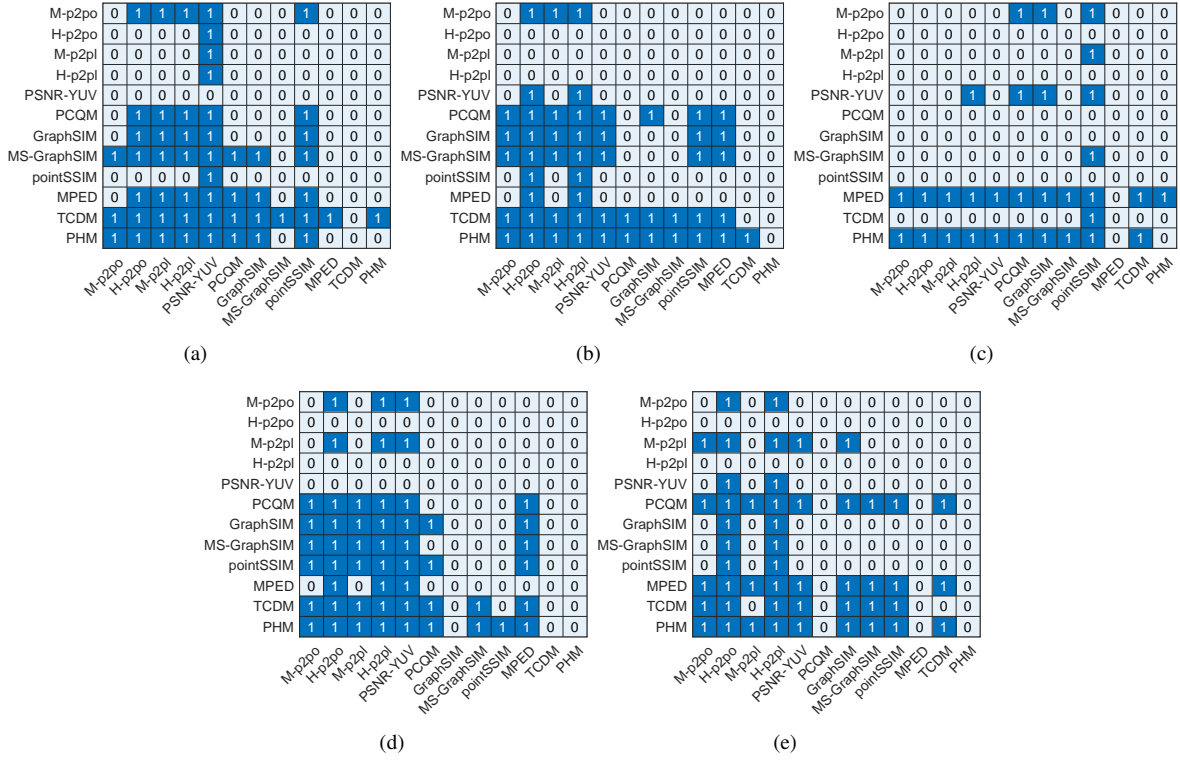 M-p2po 0 1 1 1 1 0 0 0 1 0 0 0
H-p2po 0 0 0 0 1 0 0 0 0 0 0 0
M-p2pl 0 0 0 0 1 0 0 0 0 0 0 0
H-p2pl 0 0 0 0 1 0 0 0 0 0 0 0
PSNR-YUV 0 0 0 0 0 0 0 0 0 0 0 0
PCQM 0 1 1 1 1 0 0 0 1 0 0 0
GraphSIM 0 1 1 1 1 0 0 0 1 0 0 0
MS-GraphSIM 1 1 1 1 1 1 1 0 1 0 0 0
pointSSIM 0 0 0 0 1 0 0 0 0 0 0 0
MPED 0 1 1 1 1 1 1 0 1 0 0 0
TCDM 1 1 1 1 1 1 1 1 1 1 0 1
PHM 1 1 1 1 1 1 1 0 1 0 0 0
M-p2po H-p2po M-p2pl H-p2pl PSNR-YUV PCQM GraphSIM MS-GraphSIM pointSSIM MPED TCDM PHM
(a)
M-p2po 0 1 1 1 0 0 0 0 0 0 0 0
H-p2po 0 0 0 0 0 0 0 0 0 0 0 0
M-p2pl 0 0 0 0 0 0 0 0 0 0 0 0
H-p2pl 0 0 0 0 0 0 0 0 0 0 0 0
PSNR-YUV 0 1 0 1 0 0 0 0 0 0 0 0
PCQM 1 1 1 1 1 0 1 0 1 1 0 0
GraphSIM 1 1 1 1 1 0 0 0 1 1 0 0
MS-GraphSIM 1 1 1 1 1 0 0 0 1 1 0 0
pointSSIM 0 1 0 1 0 0 0 0 0 0 0 0
MPED 0 1 0 1 0 0 0 0 0 0 0 0
TCDM 1 1 1 1 1 1 1 1 1 1 0 0
PHM 1 1 1 1 1 1 1 1 1 1 1 0
M-p2po H-p2po M-p2pl H-p2pl PSNR-YUV PCQM GraphSIM MS-GraphSIM pointSSIM MPED TCDM PHM
(b)
M-p2po 0 0 0 0 0 1 1 0 1 0 0 0
H-p2po 0 0 0 0 0 0 0 0 0 0 0 0
M-p2pl 0 0 0 0 0 0 0 0 1 0 0 0
H-p2pl 0 0 0 0 0 0 0 0 0 0 0 0
PSNR-YUV 0 0 0 1 0 1 1 0 1 0 0 0
PCQM 0 0 0 0 0 0 0 0 0 0 0 0
GraphSIM 0 0 0 0 0 0 0 0 0 0 0 0
MS-GraphSIM 0 0 0 0 0 0 0 0 1 0 0 0
pointSSIM 0 0 0 0 0 0 0 0 0 0 0 0
MPED 1 1 1 1 1 1 1 1 1 0 1 1
TCDM 0 0 0 0 0 0 0 0 1 0 0 0
PHM 1 1 1 1 1 1 1 1 1 0 1 0
M-p2po H-p2po M-p2pl H-p2pl PSNR-YUV PCQM GraphSIM MS-GraphSIM pointSSIM MPED TCDM PHM
(c)
M-p2po 0 1 0 1 1 0 0 0 0 0 0 0
H-p2po 0 0 0 0 0 0 0 0 0 0 0 0
M-p2pl 0 1 0 1 1 0 0 0 0 0 0 0
H-p2pl 0 0 0 0 0 0 0 0 0 0 0 0
PSNR-YUV 0 0 0 0 0 0 0 0 0 0 0 0
PCQM 1 1 1 1 1 0 0 0 0 1 0 0
GraphSIM 1 1 1 1 1 1 0 0 0 1 0 0
MS-GraphSIM 1 1 1 1 1 0 0 0 0 1 0 0
pointSSIM 1 1 1 1 1 1 0 0 0 1 0 0
MPED 0 1 0 1 1 0 0 0 0 0 0 0
TCDM 1 1 1 1 1 1 0 1 0 1 0 0
PHM 1 1 1 1 1 1 0 1 1 1 0 0
M-p2po H-p2po M-p2pl H-p2pl PSNR-YUV PCQM GraphSIM MS-GraphSIM pointSSIM MPED TCDM PHM
(d)
M-p2po 0 1 0 1 0 0 0 0 0 0 0 0
H-p2po 0 0 0 0 0 0 0 0 0 0 0 0
M-p2pl 1 1 0 1 1 0 1 0 0 0 0 0
H-p2pl 0 0 0 0 0 0 0 0 0 0 0 0
PSNR-YUV 0 1 0 1 0 0 0 0 0 0 0 0
PCQM 1 1 1 1 1 0 1 1 1 0 1 0
GraphSIM 0 1 0 1 0 0 0 0 0 0 0 0
MS-GraphSIM 0 1 0 1 0 0 0 0 0 0 0 0
pointSSIM 0 1 0 1 0 0 0 0 0 0 0 0
MPED 1 1 1 1 1 0 1 1 1 0 1 0
TCDM 1 1 0 1 1 0 1 1 1 0 0 0
PHM 1 1 1 1 1 0 1 1 1 0 1 0
M-p2po H-p2po M-p2pl H-p2pl PSNR-YUV PCQM GraphSIM MS-GraphSIM pointSSIM MPED TCDM PHM
(e)